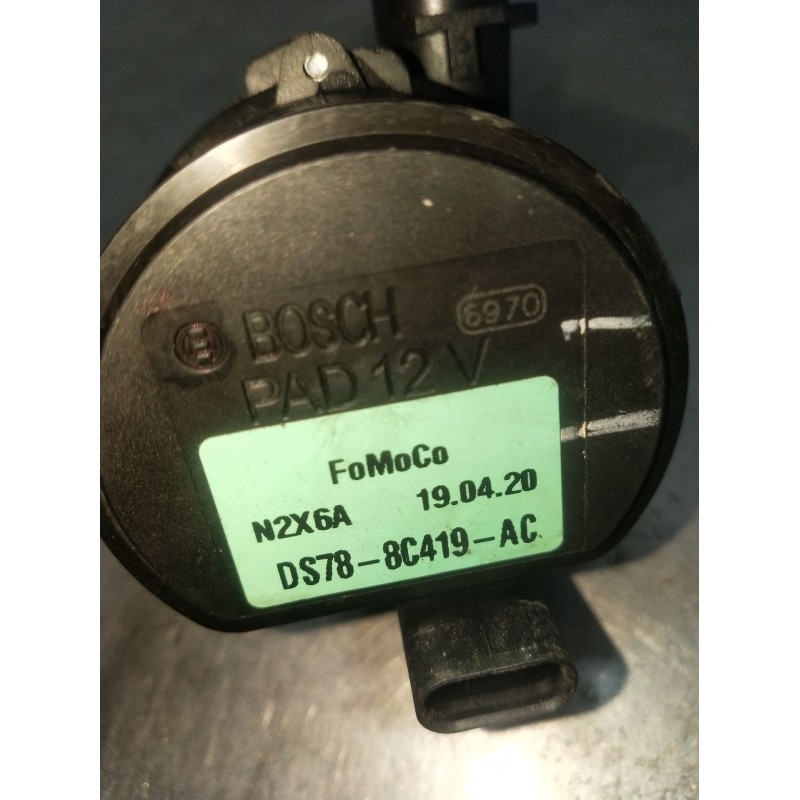 BOSCH 6970
PAD 12 V
FoMoCo
N2X6A 19.04.20
DS78-8C419-AC